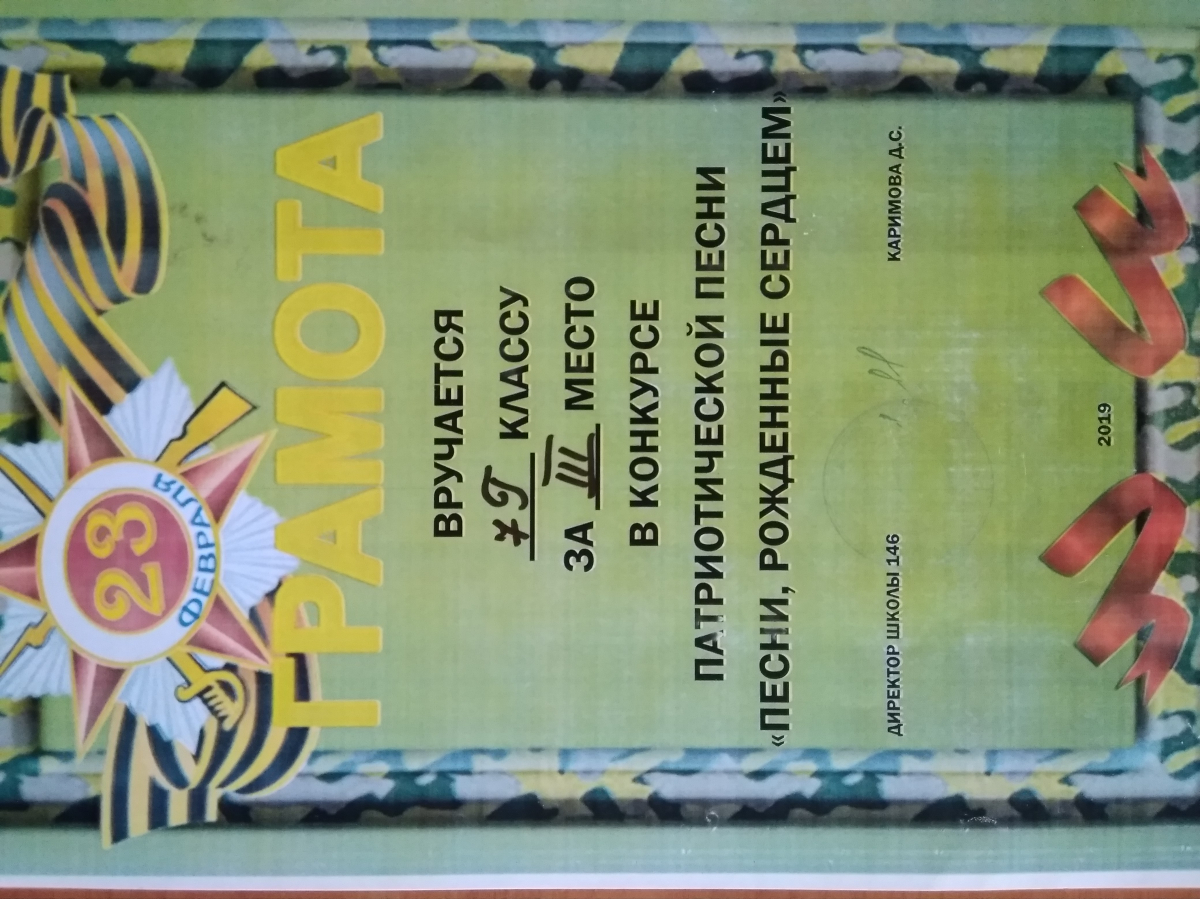 23
ФЕВРАЛЯ
ГРАМОТА
ВРУЧАЕТСЯ
7Г КЛАССУ
ЗА III МЕСТО
В КОНКУРСЕ
ПАТРИОТИЧЕСКОЙ ПЕСНИ
«ПЕСНИ, РОЖДЕННЫЕ СЕРДЦЕМ»
ДИРЕКТОР ШКОЛЫ 146 КАРИМОВА Д.С.
2019